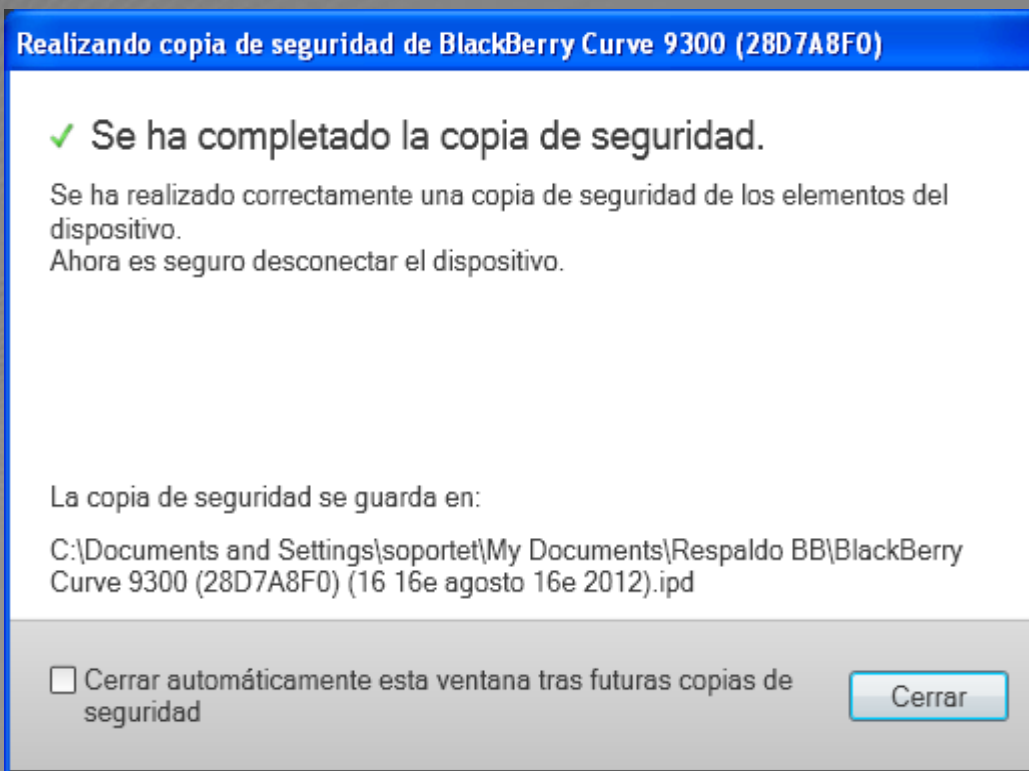 Realizando copia de seguridad de BlackBerry Curve 9300 (28D7A8F0)
✓ Se ha completado la copia de seguridad.
Se ha realizado correctamente una copia de seguridad de los elementos del
dispositivo.
Ahora es seguro desconectar el dispositivo.
La copia de seguridad se guarda en:
C:\Documents and Settings\soportet\My Documents\Respaldo BB\BlackBerry
Curve 9300 (28D7A8F0) (16 16e agosto 16e 2012).ipd
Cerrar automáticamente esta ventana tras futuras copias de
seguridad
Cerrar